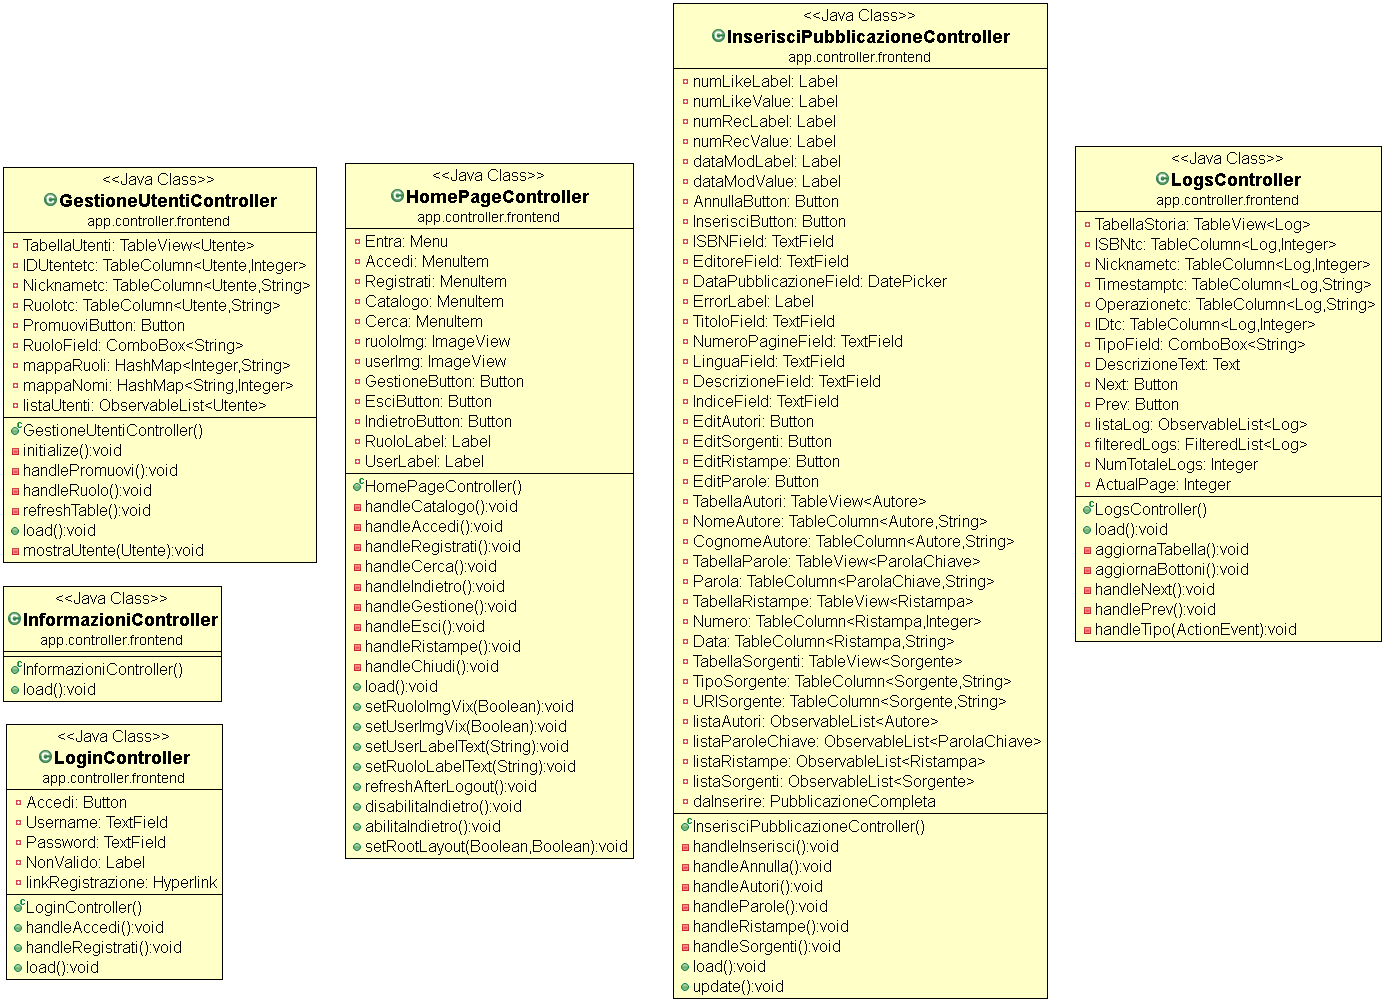 <<Java Class>>
GestioneUtentiController
app.controller.frontend
TabellaUtenti: TableView<Utente>
IDUtentetc: TableColumn<Utente,Integer>
Nicknametc: TableColumn<Utente,String>
Ruolotc: TableColumn<Utente,String>
PromuoviButton: Button
RuoloField: ComboBox<String>
mappaRuoli: HashMap<Integer,String>
mappaNomi: HashMap<String,Integer>
listaUtenti: ObservableList<Utente>
GestioneUtentiController()
initialize():void
handlePromuovi():void
handleRuolo():void
refreshTable():void
load():void
mostraUtente(Utente):void
<<Java Class>>
InformazioniController
app.controller.frontend
InformazioniController()
load():void
<<Java Class>>
LoginController
app.controller.frontend
Accedi: Button
Username: TextField
Password: TextField
NonValido: Label
linkRegistrazione: Hyperlink
LoginController()
handleAccedi():void
handleRegistrati():void
load():void
<<Java Class>>
HomePageController
app.controller.frontend
Entra: Menu
Accedi: MenuItem
Registrati: MenuItem
Catalogo: MenuItem
Cerca: MenuItem
ruoloImg: ImageView
userImg: ImageView
GestioneButton: Button
EsciButton: Button
IndietroButton: Button
RuoloLabel: Label
UserLabel: Label
HomePageController()
handleCatalogo():void
handleAccedi():void
handleRegistrati():void
handleCerca():void
handleIndietro():void
handleGestione():void
handleEsci():void
handleRistampe():void
handleChiudi():void
load():void
setRuoloImgVix(Boolean):void
setUserImgVix(Boolean):void
setUserLabelText(String):void
setRuoloLabelText(String):void
refreshAfterLogout():void
disabilitaIndietro():void
abilitaIndietro():void
setRootLayout(Boolean,Boolean):void
<<Java Class>>
InserisciPubblicazioneController
app.controller.frontend
numLikeLabel: Label
numLikeValue: Label
numRecLabel: Label
numRecValue: Label
dataModLabel: Label
dataModValue: Label
AnnullaButton: Button
InserisciButton: Button
ISBNField: TextField
EditoreField: TextField
DataPubblicazioneField: DatePicker
ErrorLabel: Label
TitoloField: TextField
NumeroPagineField: TextField
LinguaField: TextField
DescrizioneField: TextField
IndiceField: TextField
EditAutori: Button
EditSorgenti: Button
EditRistampe: Button
EditParole: Button
TabellaAutori: TableView<Autore>
NomeAutore: TableColumn<Autore,String>
CognomeAutore: TableColumn<Autore,String>
TabellaParole: TableView<ParolaChiave>
Parola: TableColumn<ParolaChiave,String>
TabellaRistampe: TableView<Ristampa>
Numero: TableColumn<Ristampa,Integer>
Data: TableColumn<Ristampa,String>
TabellaSorgenti: TableView<Sorgente>
TipoSorgente: TableColumn<Sorgente,String>
URISorgente: TableColumn<Sorgente,String>
listaAutori: ObservableList<Autore>
listaParoleChiave: ObservableList<ParolaChiave>
listaRistampe: ObservableList<Ristampa>
listaSorgenti: ObservableList<Sorgente>
daInserire: PubblicazioneCompleta
InserisciPubblicazioneController()
handleInserisci():void
handleAnnulla():void
handleAutori():void
handleParole():void
handleRistampe():void
handleSorgenti():void
load():void
update():void
<<Java Class>>
LogsController
app.controller.frontend
TabellaStoria: TableView<Log>
ISBNtc: TableColumn<Log,Integer>
Nicknametc: TableColumn<Log,Integer>
Timestamptc: TableColumn<Log,String>
Operazionetc: TableColumn<Log,String>
IDtc: TableColumn<Log,Integer>
TipoField: ComboBox<String>
DescrizioneText: Text
Next: Button
Prev: Button
listaLog: ObservableList<Log>
filteredLogs: FilteredList<Log>
NumTotaleLogs: Integer
ActualPage: Integer
LogsController()
load():void
aggiornaTabella():void
aggiornaBottoni():void
handleNext():void
handlePrev():void
handleTipo(ActionEvent):void